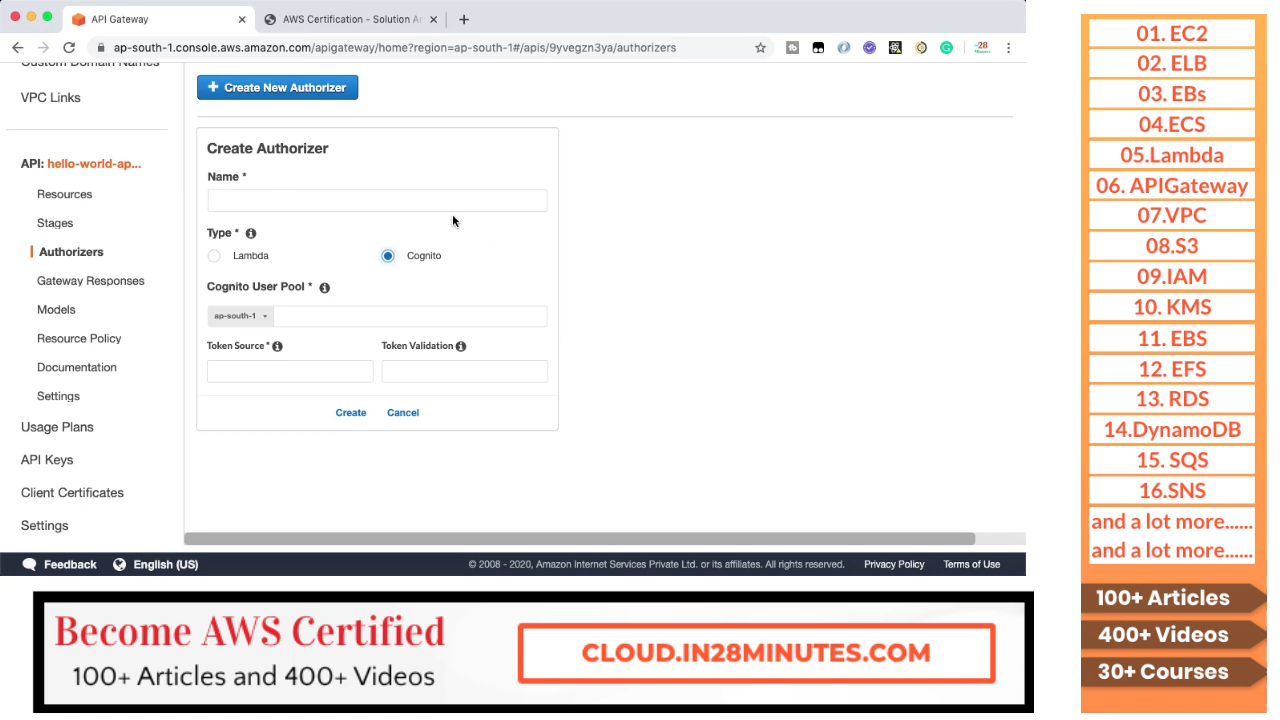 API Gateway
AWS Certification - Solution Ar
ap-south-1.console.aws.amazon.com/apigateway/home?region=ap-south-1#/apis/9yvegzn3ya/authorizers
Custom Domain Names
VPC Links
API: hello-world-ap...
Resources
Stages
Authorizers
Gateway Responses
Models
Resource Policy
Documentation
Settings
Usage Plans
API Keys
Client Certificates
Settings
+ Create New Authorizer
Create Authorizer
Name *
Type *
Lambda
Cognito
Cognito User Pool *
ap-south-1
Token Source *
Token Validation
Create
Cancel
Feedback
English (US)
© 2008 - 2020, Amazon Internet Services Private Ltd. or its affiliates. All rights reserved.
Privacy Policy
Terms of Use
Become AWS Certified
100+ Articles and 400+ Videos
CLOUD.IN28MINUTES.COM
01. EC2
02. ELB
03. EBs
04.ECS
05.Lambda
06. APIGateway
07.VPC
08.S3
09.IAM
10. KMS
11. EBS
12. EFS
13. RDS
14.DynamoDB
15. SQS
16.SNS
and a lot more......
and a lot more......
100+ Articles
400+ Videos
30+ Courses